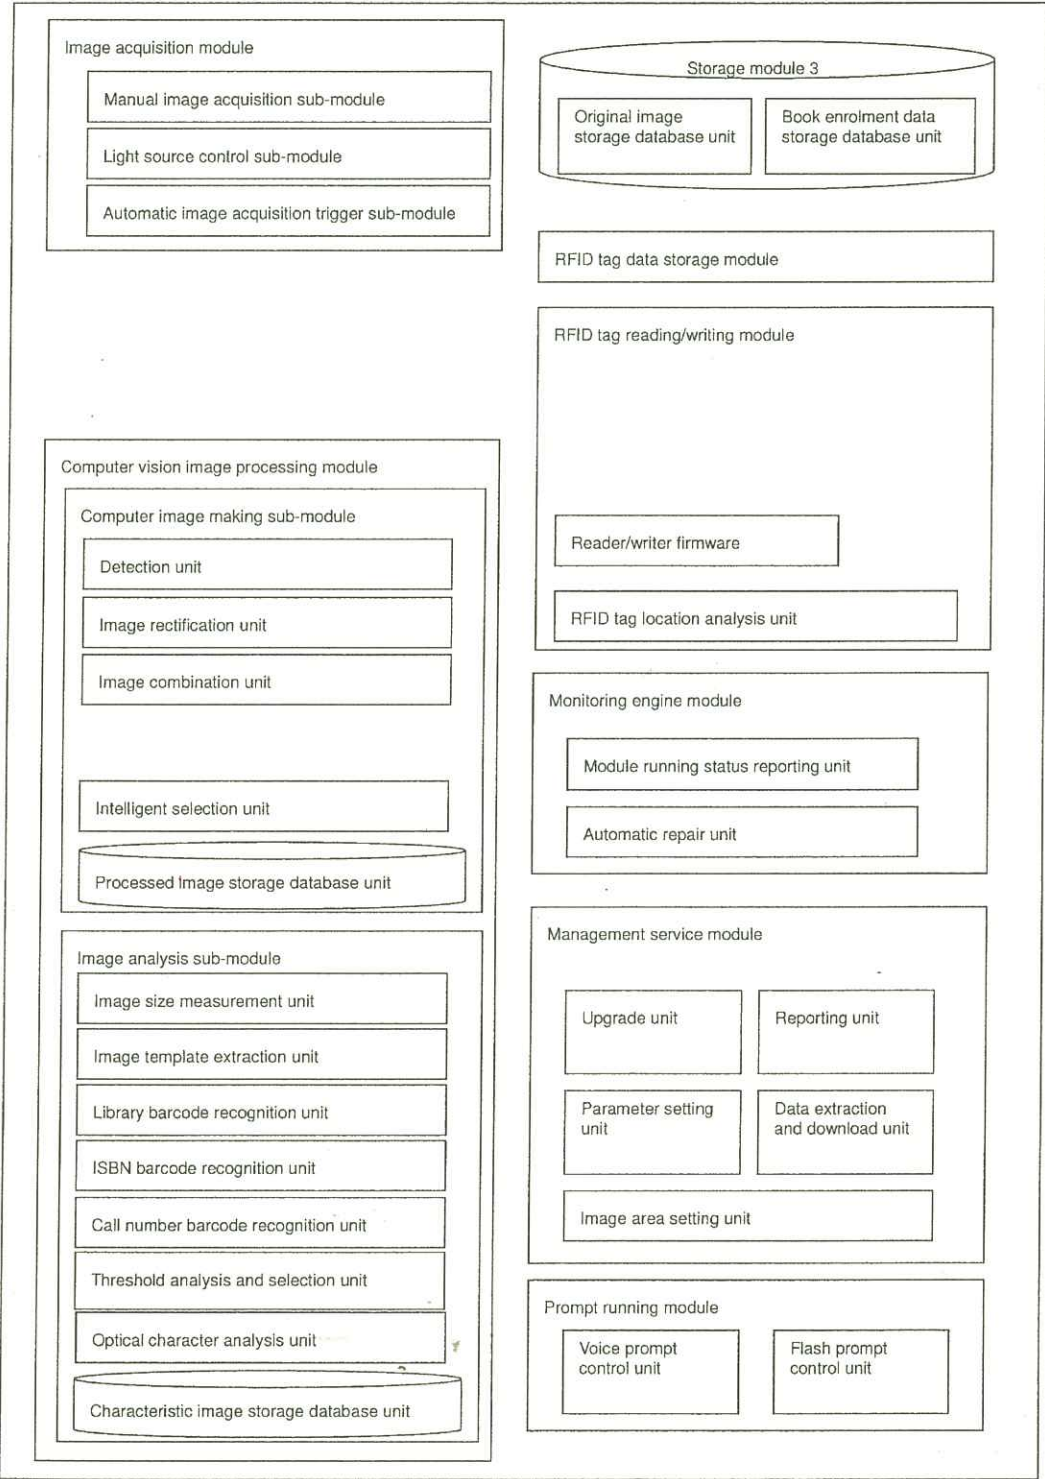 Image acquisition module
Manual image acquisition sub-module
Light source control sub-module
Automatic image acquisition trigger sub-module
Computer vision image processing module
Computer image making sub-module
Detection unit
Image rectification unit
Image combination unit
Intelligent selection unit
Processed Image storage database unit
Image analysis sub-module
Image size measurement unit
Image template extraction unit
Library barcode recognition unit
ISBN barcode recognition unit
Call number barcode recognition unit
Threshold analysis and selection unit
Optical character analysis unit
Characteristic image storage database unit
Storage module 3
Original image
storage database unit
Book enrolment data
storage database unit
RFID tag data storage module
RFID tag reading/writing module
Reader/writer firmware
RFID tag location analysis unit
Monitoring engine module
Module running status reporting unit
Automatic repair unit
Management service module
Upgrade unit
Reporting unit
Parameter setting
unit
Data extraction
and download unit
Image area setting unit
Prompt running module
Voice prompt
control unit
Flash prompt
control unit